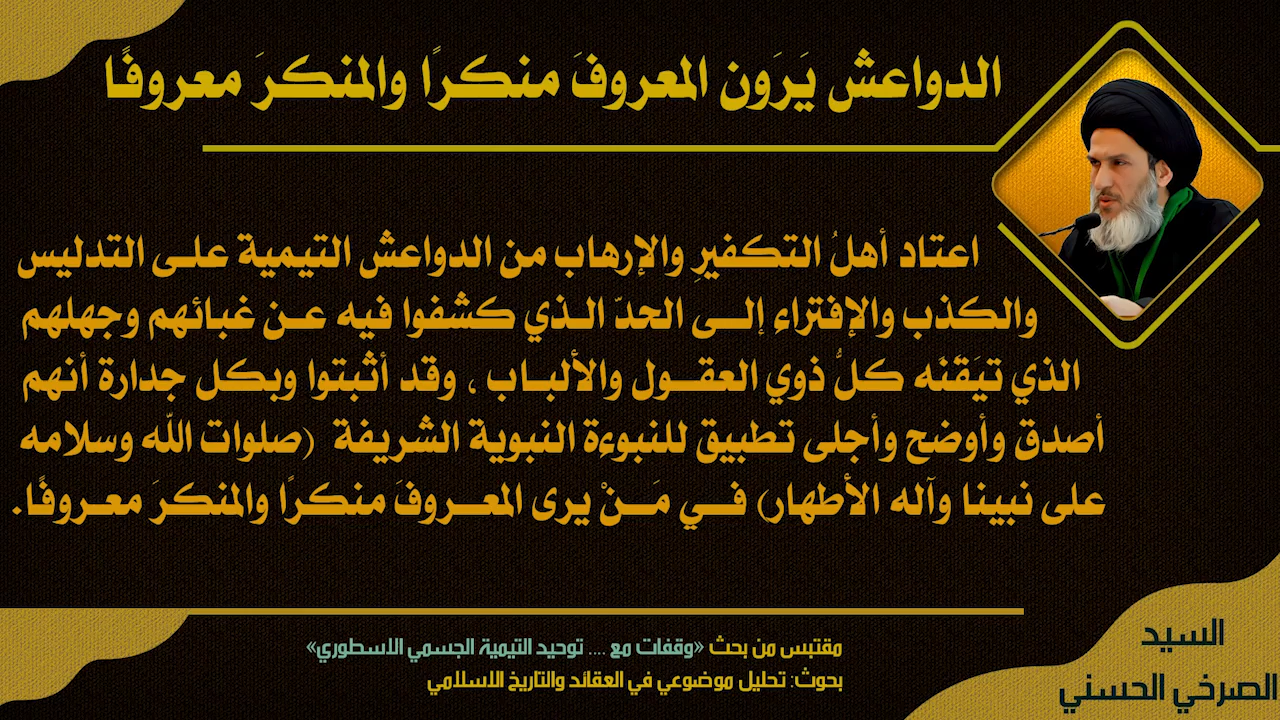 الدواعش يَرَون المعروفَ منكرًا والمنكرَ معروفًا
اعتاد أهلُ التكفيرِ والإرهاب من الدواعش التيمية على التدليس
والكذب والإفتراء إلى الحدّ الذي كشفوا فيه عن غبائهم وجهلهم
الذي تيَقّنَه كلُّ ذوي العقول والألباب ، وقد أثبتوا وبكل جدارة أنهم
أصدق وأوضح وأجلى تطبيق للنبوءة النبوية الشريفة (صلوات الله وسلامه
على نبينا وآله الأطهار) في مَنْ يرى المعروفَ منكرًا والمنكرَ معروفًا.
مقتبس من بحث «وقفات مع .... توحيد التيمية الجسمي الاسطوري»
بحوث: تحليل موضوعي في العقائد والتاريخ الاسلامي
السيد
الصرخي الحسني